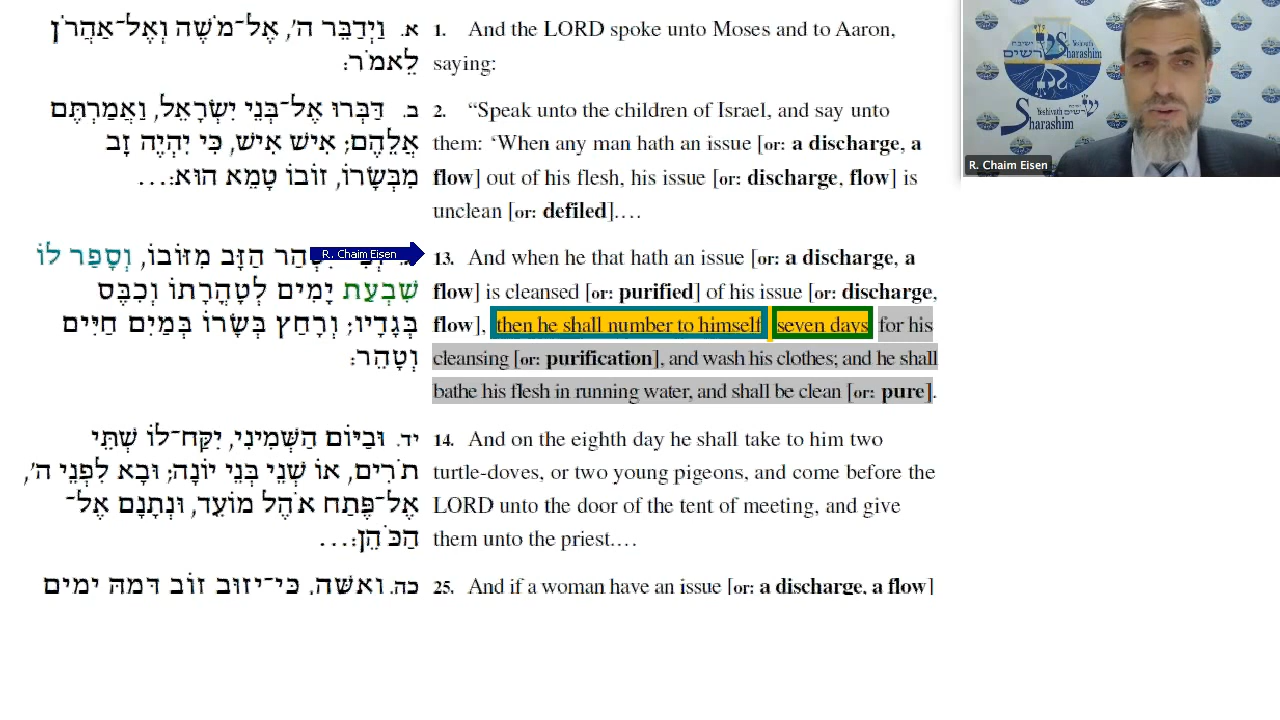 א. וַיְדַבֵּר ה', אֶל־מֹשֶׁה וְאֶל־אַהֲרֹן
לֵאמֹר:
1. And the LORD spoke unto Moses and to Aaron,
saying:
ב. דַּבְּרוּ אֶל־בְּנֵי יִשְׂרָאֵל, וַאֲמַרְתֶּם
אֲלֵהֶם; אִישׁ אִישׁ, כִּי יִהְיֶה זָב
מִבְּשָׂרוֹ, זוֹבוֹ טָמֵא הוּא:…
2. “Speak unto the children of Israel, and say unto
them: ‘When any man hath an issue [or: a discharge, a
flow] out of his flesh, his issue [or: discharge, flow] is
unclean [or: defiled]….
הַזָּב מִזּוֹבוֹ, וְסָפַר לוֹ
שִׁבְעַת יָמִים לְטָהֳרָתוֹ וְכִבֶּס
בְּגָדָיו; וְרָחַץ בְּשָׂרוֹ בְּמַיִם חַיִּים
וְטָהֵר:
R. Chaim Eisen
13. And when he that hath an issue [or: a discharge, a
flow] is cleansed [or: purified] of his issue [or: discharge,
flow], then he shall number to himself seven days for his
cleansing [or: purification], and wash his clothes; and he shall
bathe his flesh in running water, and shall be clean [or: pure].
יד. וּבַיּוֹם הַשְּׁמִינִי, יִקַּח־לוֹ שְׁתֵּי
תֹרִים, אוֹ שְׁנֵי בְּנֵי יוֹנָה; וּבָא לִפְנֵי ה',
אֶל־פֶּתַח אֹהֶל מוֹעֵד, וּנְתָנָם אֶל־
הַכֹּהֵן:…
14. And on the eighth day he shall take to him two
turtle-doves, or two young pigeons, and come before the
LORD unto the door of the tent of meeting, and give
them unto the priest….
כה. וְאִשָּׁה, כִּי־יָזוּב זוֹב דָּמָהּ יָמִים
25. And if a woman have an issue [or: a discharge, a flow]
ישיבת שרשים
Yeshivath Sharashim
Yeshivath
Sharashim
R. Chaim Eisen